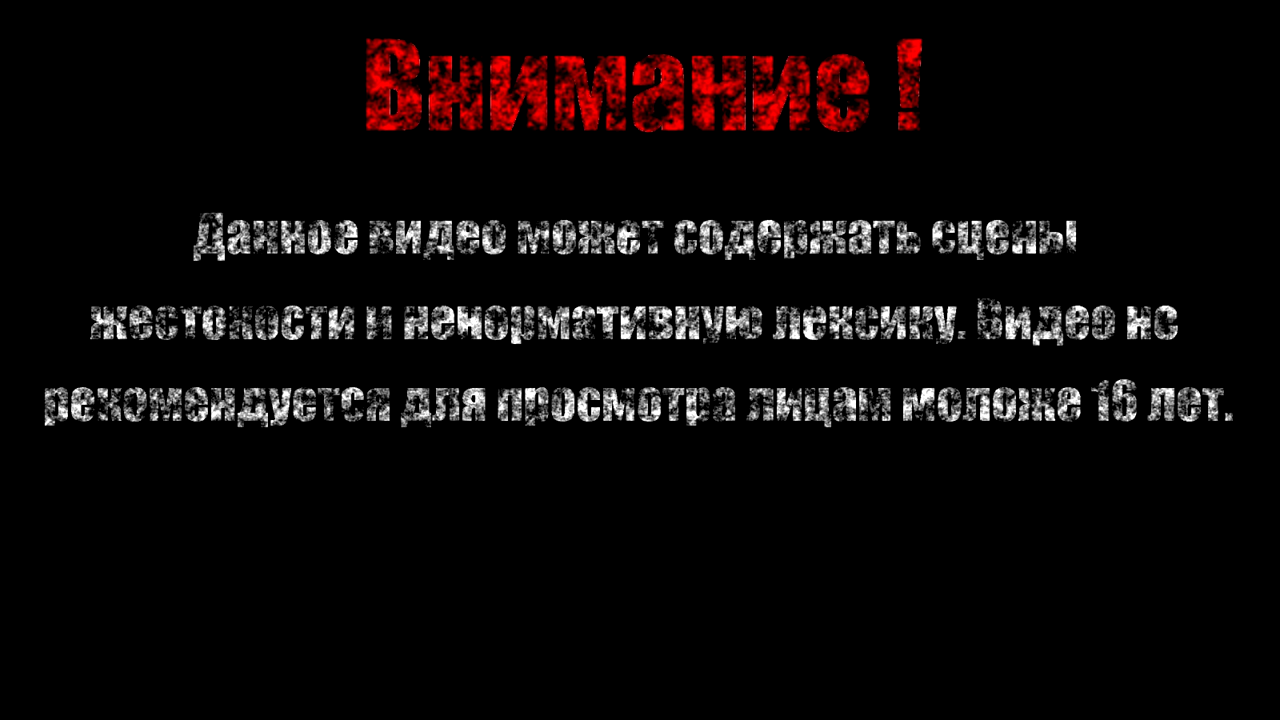 Внимание !
Данное видео может содержать сцены
жестокости и ненормативную лексику. Видео не
рекомендуется для просмотра лицам моложе 16 лет.